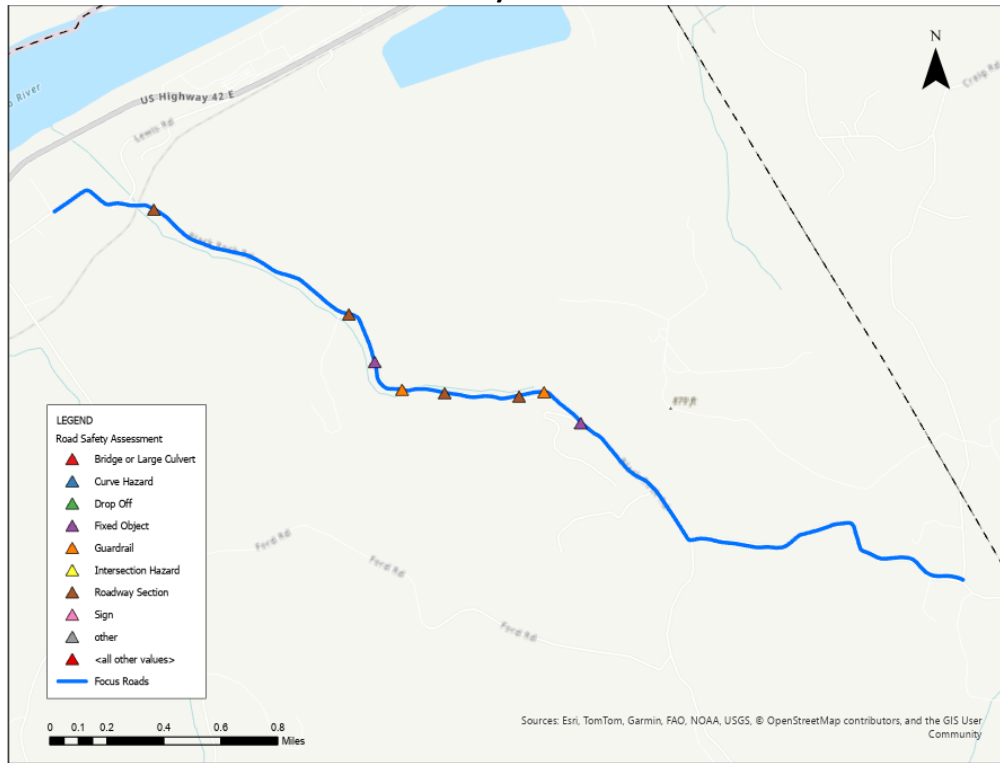 N
Craig Rd
River
US Highway 42 E
Lewis Rd
Ford Rd
Ford Rd
Ford Rd
LEGEND
Road Safety Assessment
Bridge or Large Culvert
Curve Hazard
Drop Off
Fixed Object
Guardrail
Intersection Hazard
Roadway Section
Sign
other
<all other values>
Focus Roads
0 0.1 0.2 0.4 0.6 0.8
Miles
Sources: Esri, TomTom, Garmin, FAO, NOAA, USGS, © OpenStreetMap contributors, and the GIS User
Community